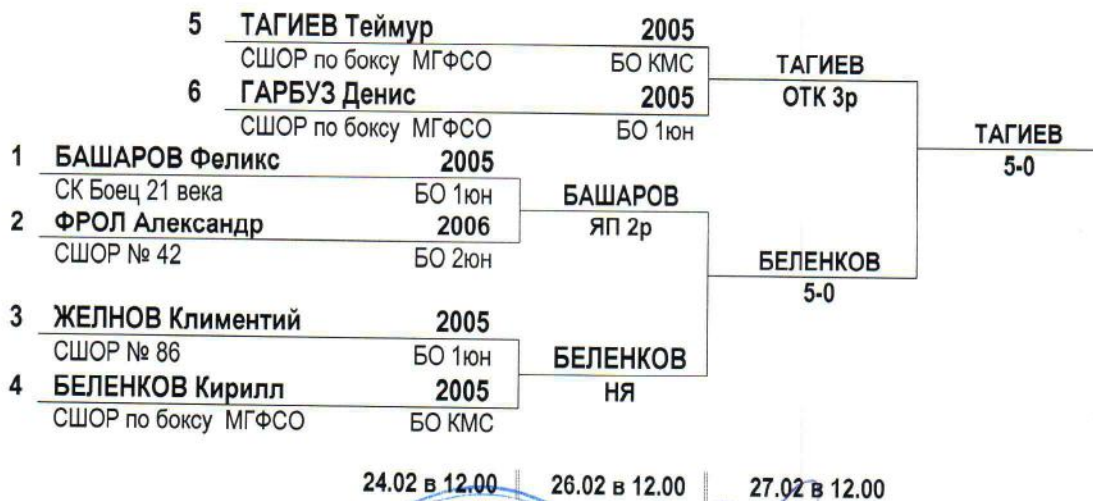 5 ТАГИЕВ Теймур 2005
СШОР по боксу МГФСО БО КМС
ТАГИЕВ
6 ГАРБУЗ Денис 2005
ОТК 3р
СШОР по боксу МГФСО БО 1юн
ТАГИЕВ
5-0
1 БАШАРОВ Феликс 2005
СК Боец 21 века БО 1юн
БАШАРОВ
2 ФРОЛ Александр 2006
ЯП 2р
СШОР № 42 БО 2юн
БЕЛЕНКОВ
5-0
3 ЖЕЛНОВ Климентий 2005
СШОР № 86 БО 1юн
БЕЛЕНКОВ
4 БЕЛЕНКОВ Кирилл 2005
НЯ
СШОР по боксу МГФСО БО КМС
24.02 в 12.00 26.02 в 12.00 27.02 в 12.00